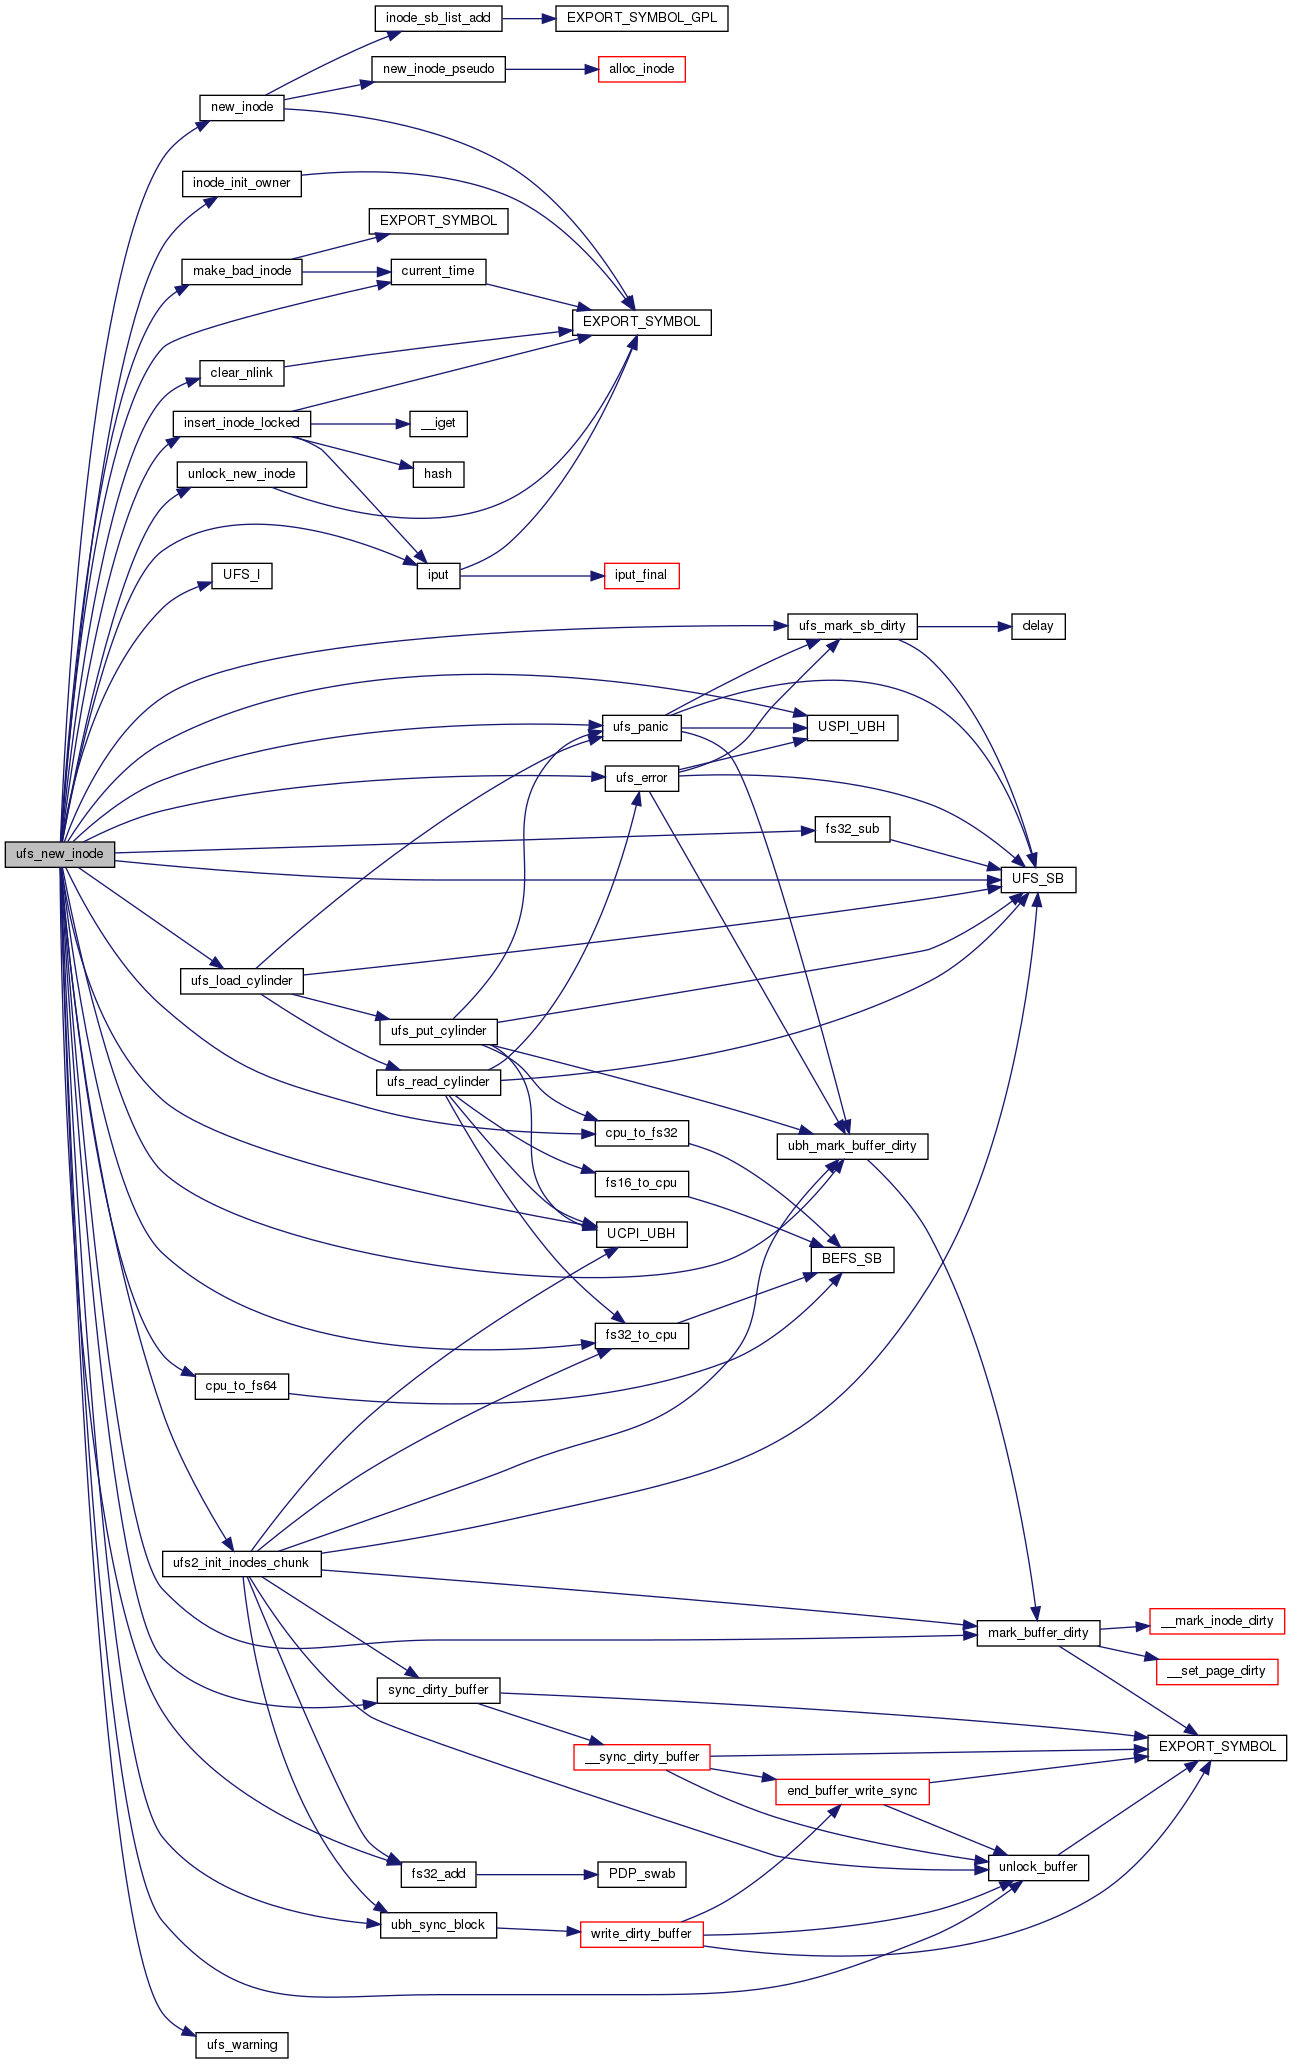 inode_sb_list_add
EXPORT_SYMBOL_GPL
new_inode_pseudo
alloc_inode
new_inode
inode_init_owner
EXPORT_SYMBOL
make_bad_inode
current_time
EXPORT_SYMBOL
clear_nlink
insert_inode_locked
__iget
unlock_new_inode
hash
UFS_I
iput
iput_final
ufs_mark_sb_dirty
delay
ufs_panic
USPI_UBH
ufs_error
fs32_sub
ufs_new_inode
UFS_SB
ufs_load_cylinder
ufs_put_cylinder
ufs_read_cylinder
cpu_to_fs32
ubh_mark_buffer_dirty
fs16_to_cpu
UCPI_UBH
BEFS_SB
fs32_to_cpu
cpu_to_fs64
ufs2_init_inodes_chunk
__mark_inode_dirty
mark_buffer_dirty
__set_page_dirty
sync_dirty_buffer
EXPORT_SYMBOL
__sync_dirty_buffer
end_buffer_write_sync
unlock_buffer
fs32_add
PDP_swab
ubh_sync_block
write_dirty_buffer
ufs_warning